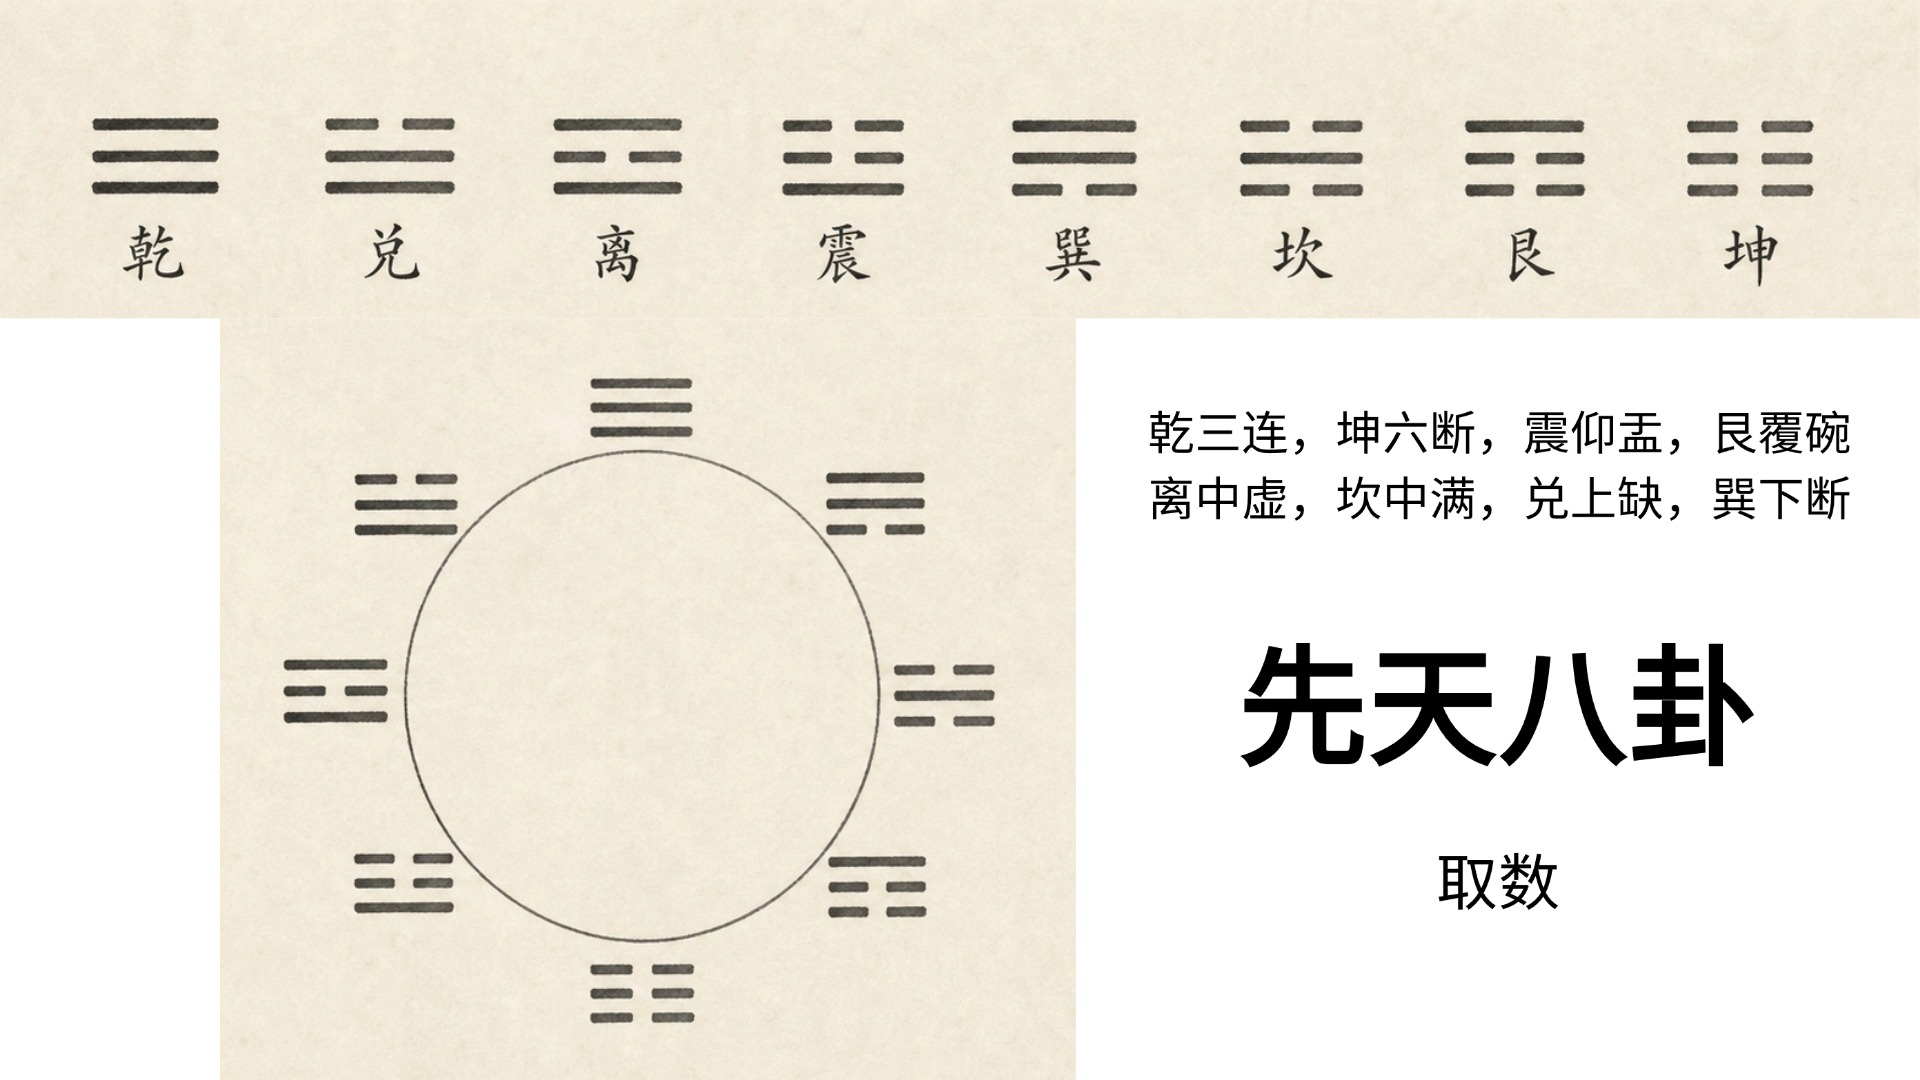 乾 兑 离 震 巽 坎 艮 坤
乾三连，坤六断，震仰盂，艮覆碗
离中虚，坎中满，兑上缺，巽下断
先天八卦
取数